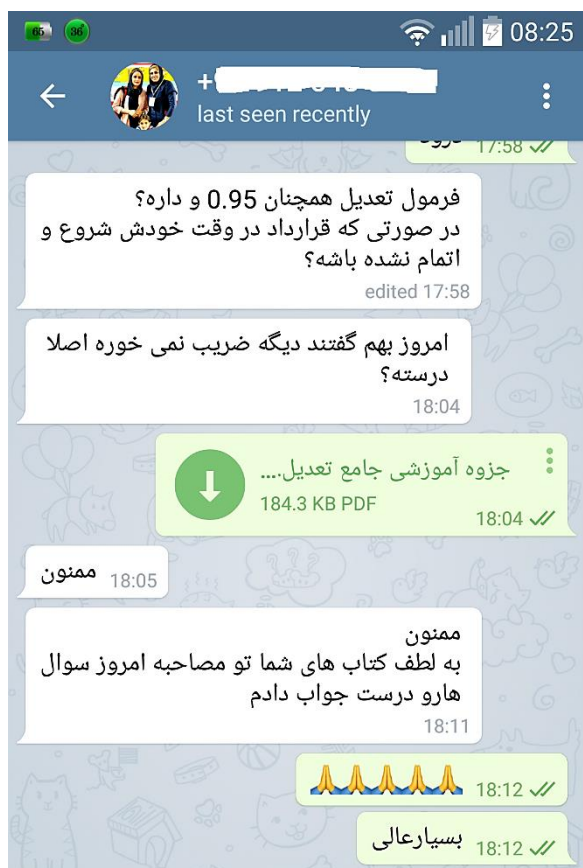 65
36°
08:25
+
last seen recently
17:58
فرمول تعدیل همچنان 0.95 و داره؟
در صورتی که قرارداد در وقت خودش شروع و
اتمام نشده باشه؟
edited 17:58
امروز بهم گفتند دیگه ضریب نمی خوره اصلا
درسته؟
18:04
جزوه آموزشی جامع تعدیل....
184.3 KB PDF
18:04
ممنون 18:05
ممنون
به لطف کتاب های شما تو مصاحبه امروز سوال
هارو درست جواب دادم
18:11
18:12
بسیارعالی 18:12